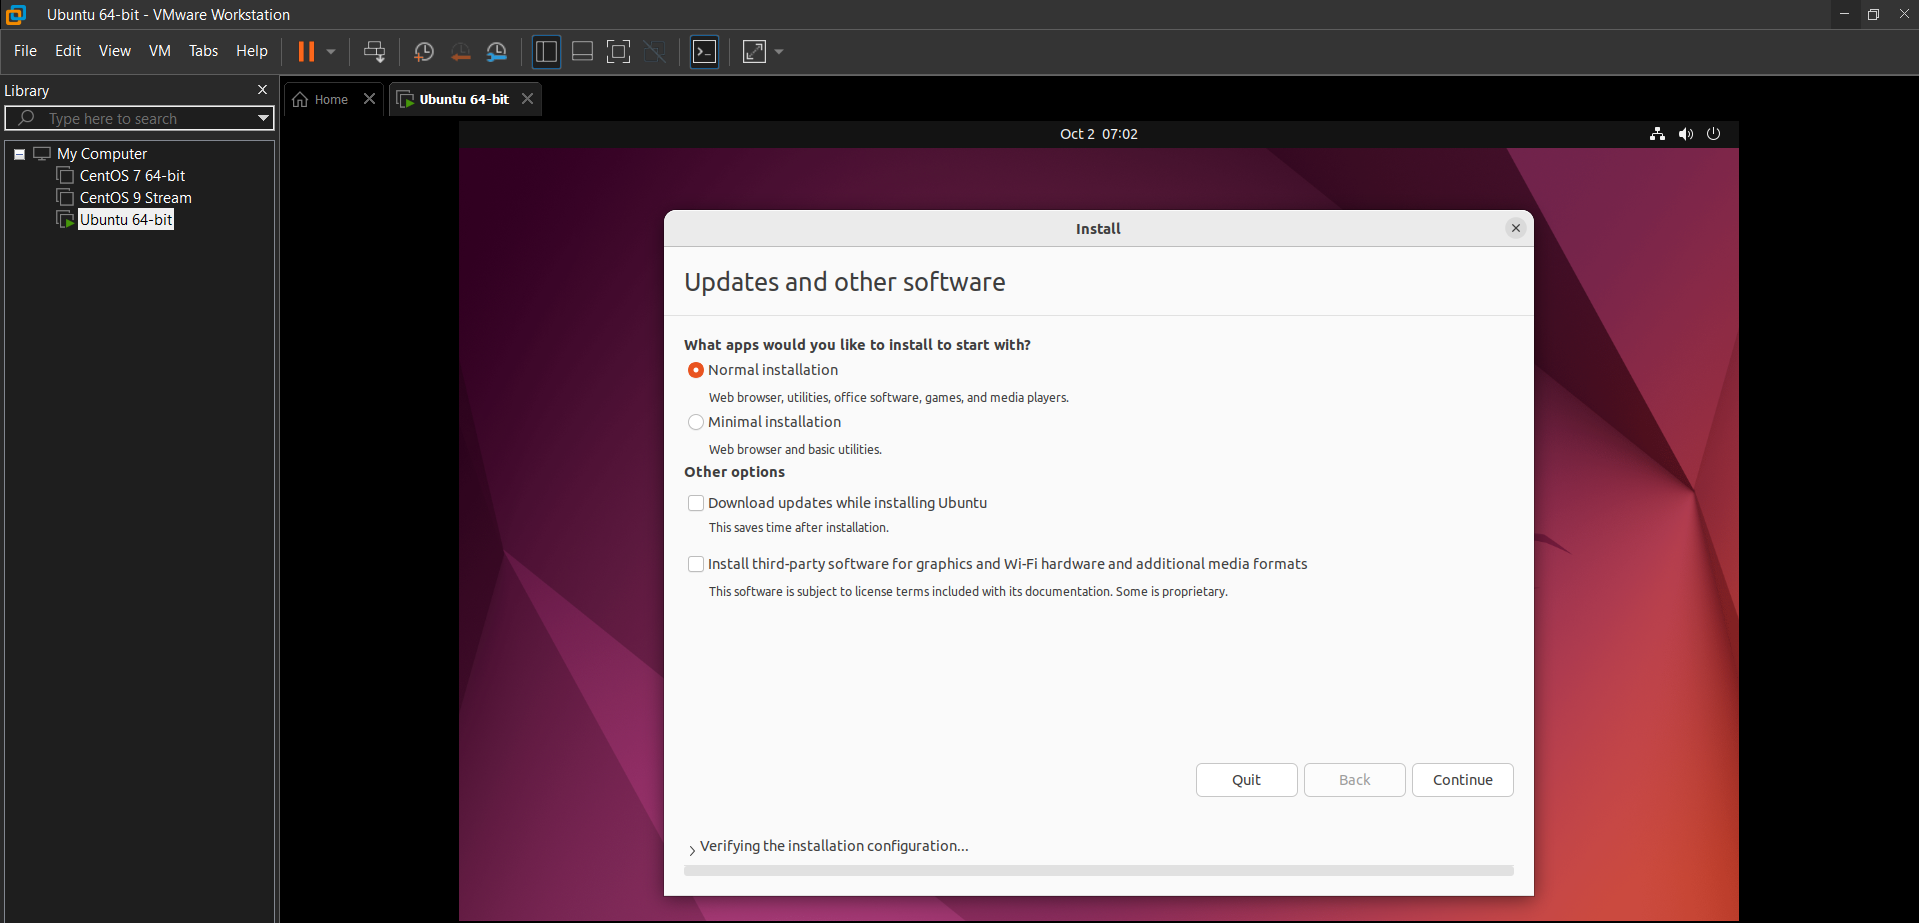 Ubuntu 64-bit - VMware Workstation
File Edit View VM Tabs Help
Library
Type here to search
My Computer
CentOS 7 64-bit
CentOS 9 Stream
Ubuntu 64-bit
Home
Ubuntu 64-bit
Oct 2 07:02
Install
Updates and other software
What apps would you like to install to start with?
Normal installation
Web browser, utilities, office software, games, and media players.
Minimal installation
Web browser and basic utilities.
Other options
Download updates while installing Ubuntu
This saves time after installation.
Install third-party software for graphics and Wi-Fi hardware and additional media formats
This software is subject to license terms included with its documentation. Some is proprietary.
Quit Back Continue
Verifying the installation configuration...